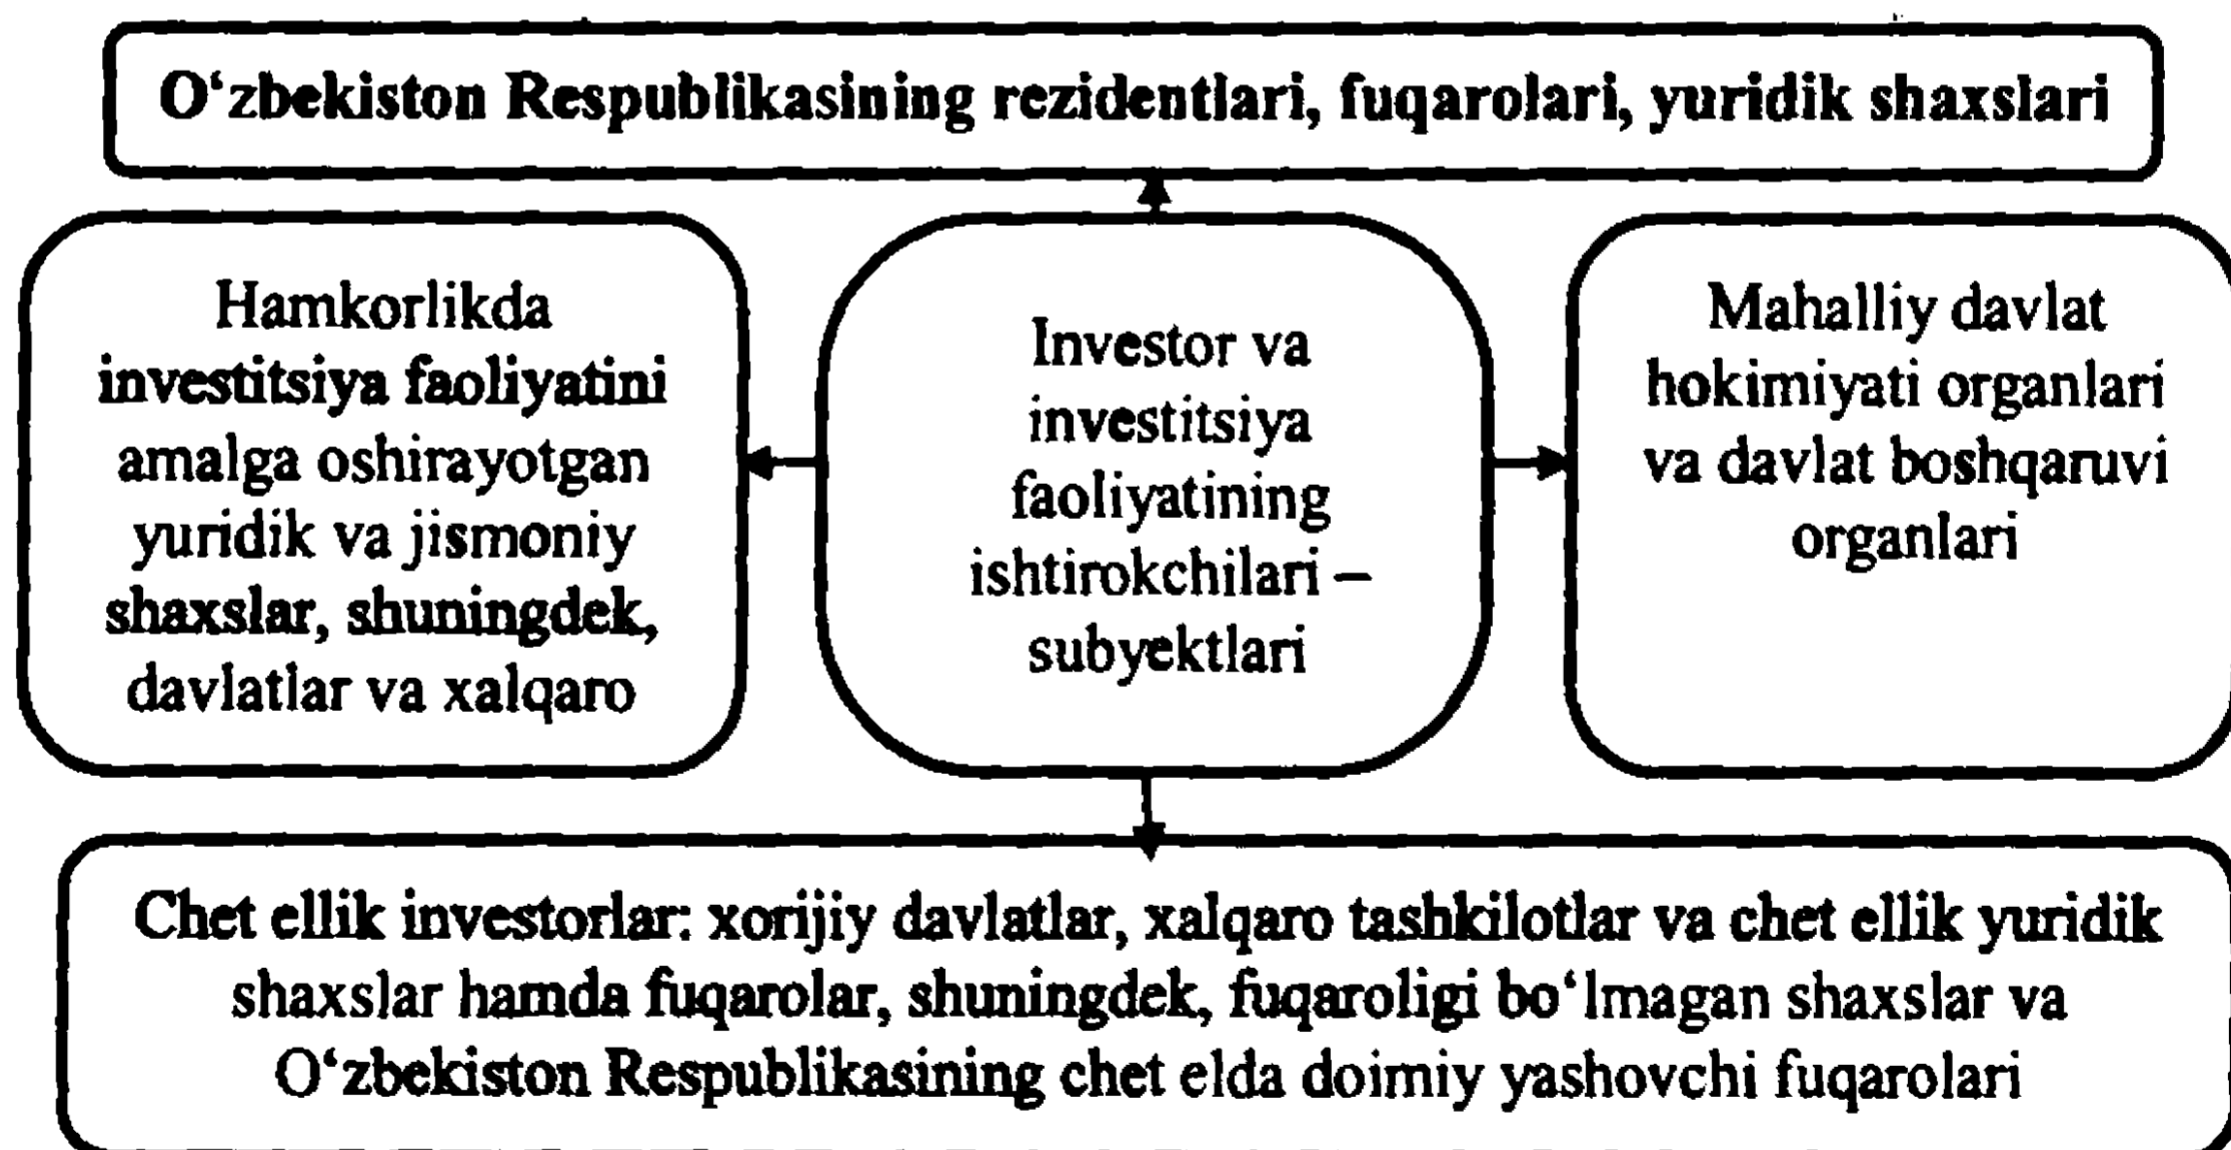 O‘zbekiston Respublikasining rezidentlari, fuqarolari, yuridik shaxslari
Hamkorlikda
investitsiya faoliyatini
amalga oshirayotgan
yuridik va jismoniy
shaxslar, shuningdek,
davlatlar va xalqaro
Investor va
investitsiya
faoliyatining
ishtirokchilari –
subyektlari
Mahalliy davlat
hokimiyati organlari
va davlat boshqaruvi
organlari
Chet ellik investorlar: xorijiy davlatlar, xalqaro tashkilotlar va chet ellik yuridik
shaxslar hamda fuqarolar, shuningdek, fuqaroligi bo‘lmagan shaxslar va
O‘zbekiston Respublikasining chet elda doimiy yashovchi fuqarolari